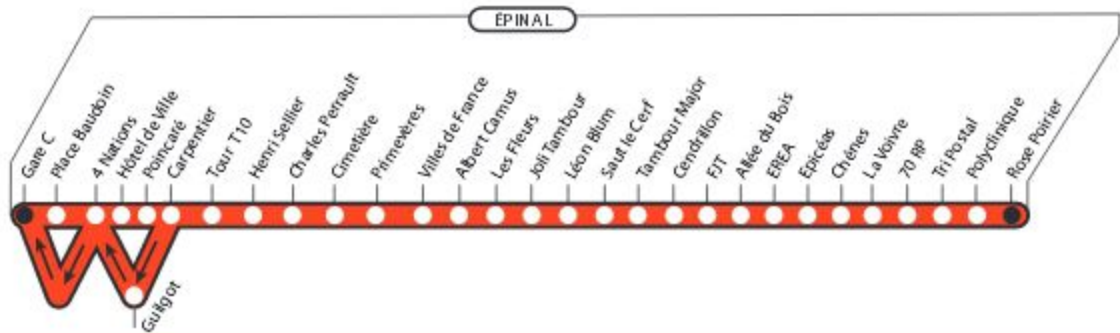 ÉPINAL
Gare C
Place Baudoin
4 Nations
Hôtel de Ville
Poincaré
Carpentier
Tour T10
Henri Sellier
Charles Perrault
Cimetière
Primevères
Villes de France
Albert Camus
Les Fleurs
Joli Tambour
Léon Blum
Saut le Cerf
Tambour Major
Cendrillon
FJT
Allée du Bois
EREA
Epicéas
Chênes
La Voivre
70 RP
Tri Postal
Polyclinique
Rose Poirier
Guilgot